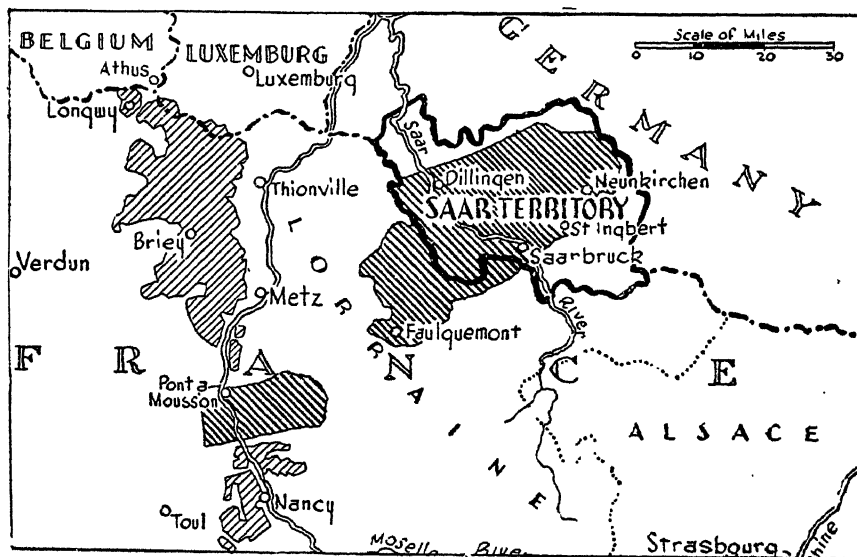 BELGIUM
LUXEMBURG
Athus
Luxemburg
Longwy
GERMANY
Scale of Miles
0 10 20 30
Saar
Thionville
Dillingen
Neunkirchen
SAAR TERRITORY
St Ingbert
Briey
Saarbruck
Verdun
Metz
River
LORRAINE
Faulquemont
FRANCE
Pont a
Mousson
ALSACE
Nancy
Toul
Moselle River
Strasbourg